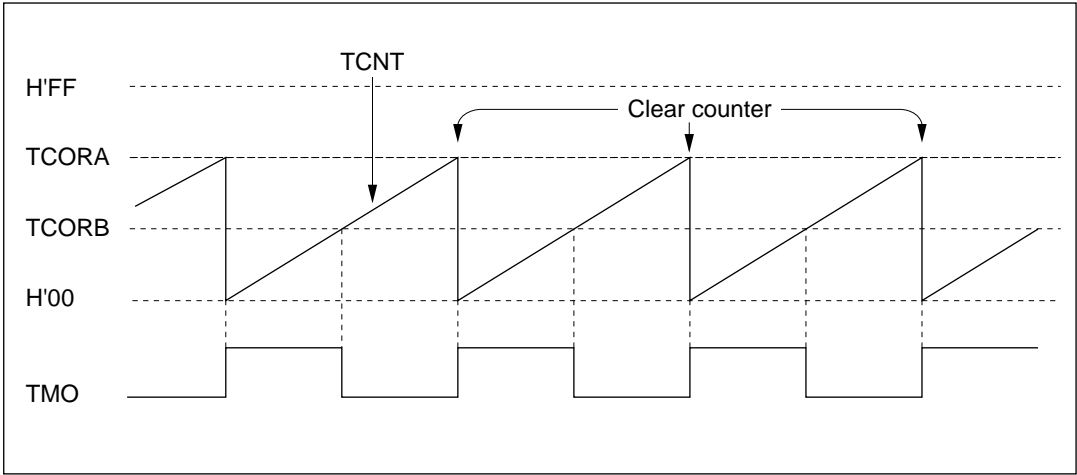 TCNT
H'FF
Clear counter
TCORA
TCORB
H'00
TMO